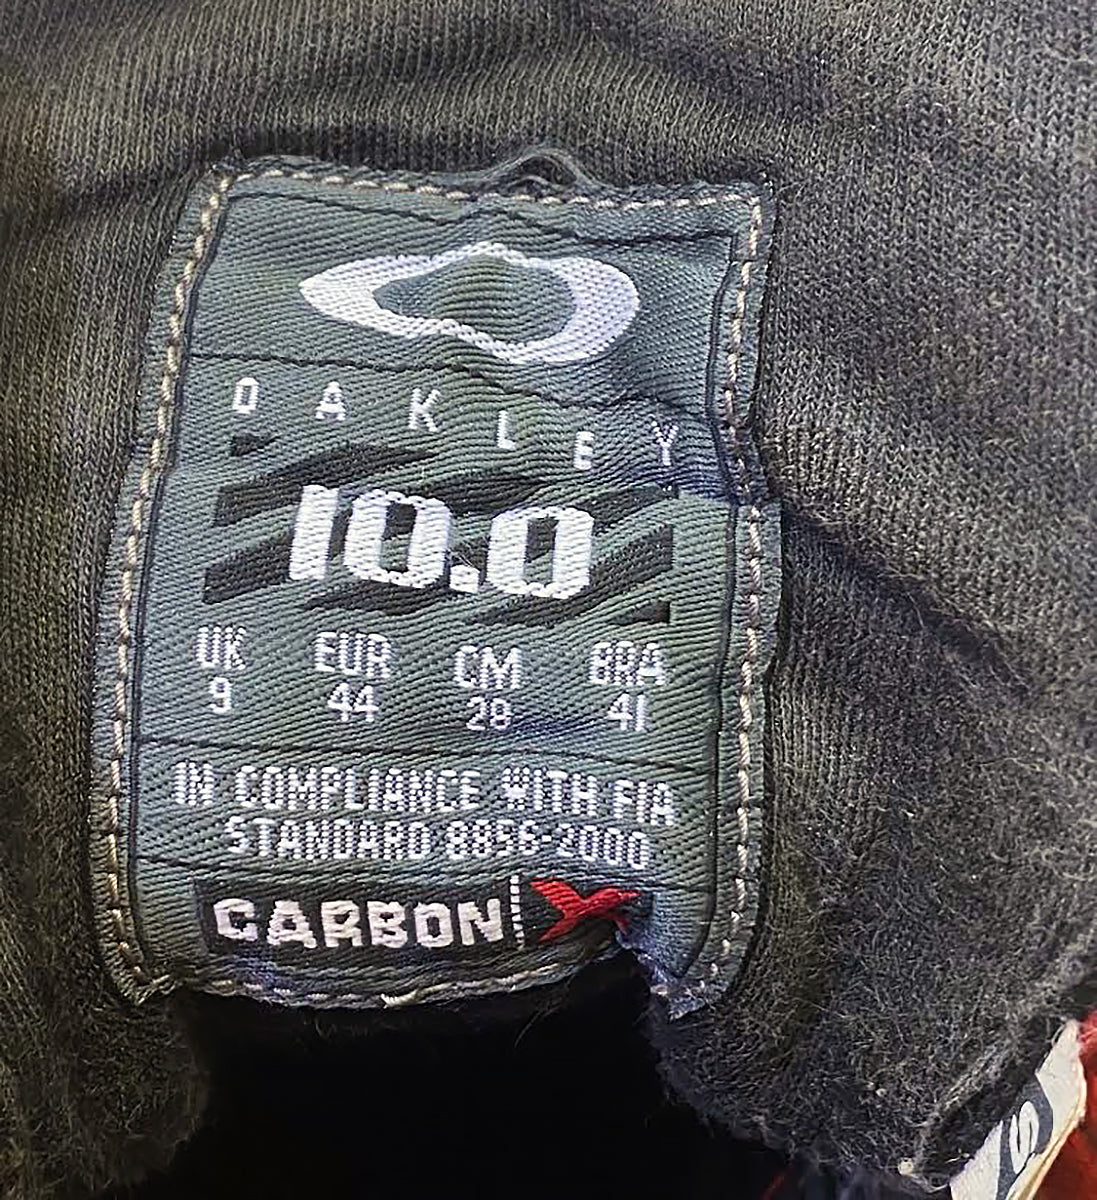 OAKLEY
10.0
UK EUR CM BRA
9 44 28 41
IN COMPLIANCE WITH FIA
STANDARD 8856-2000
CARBON X